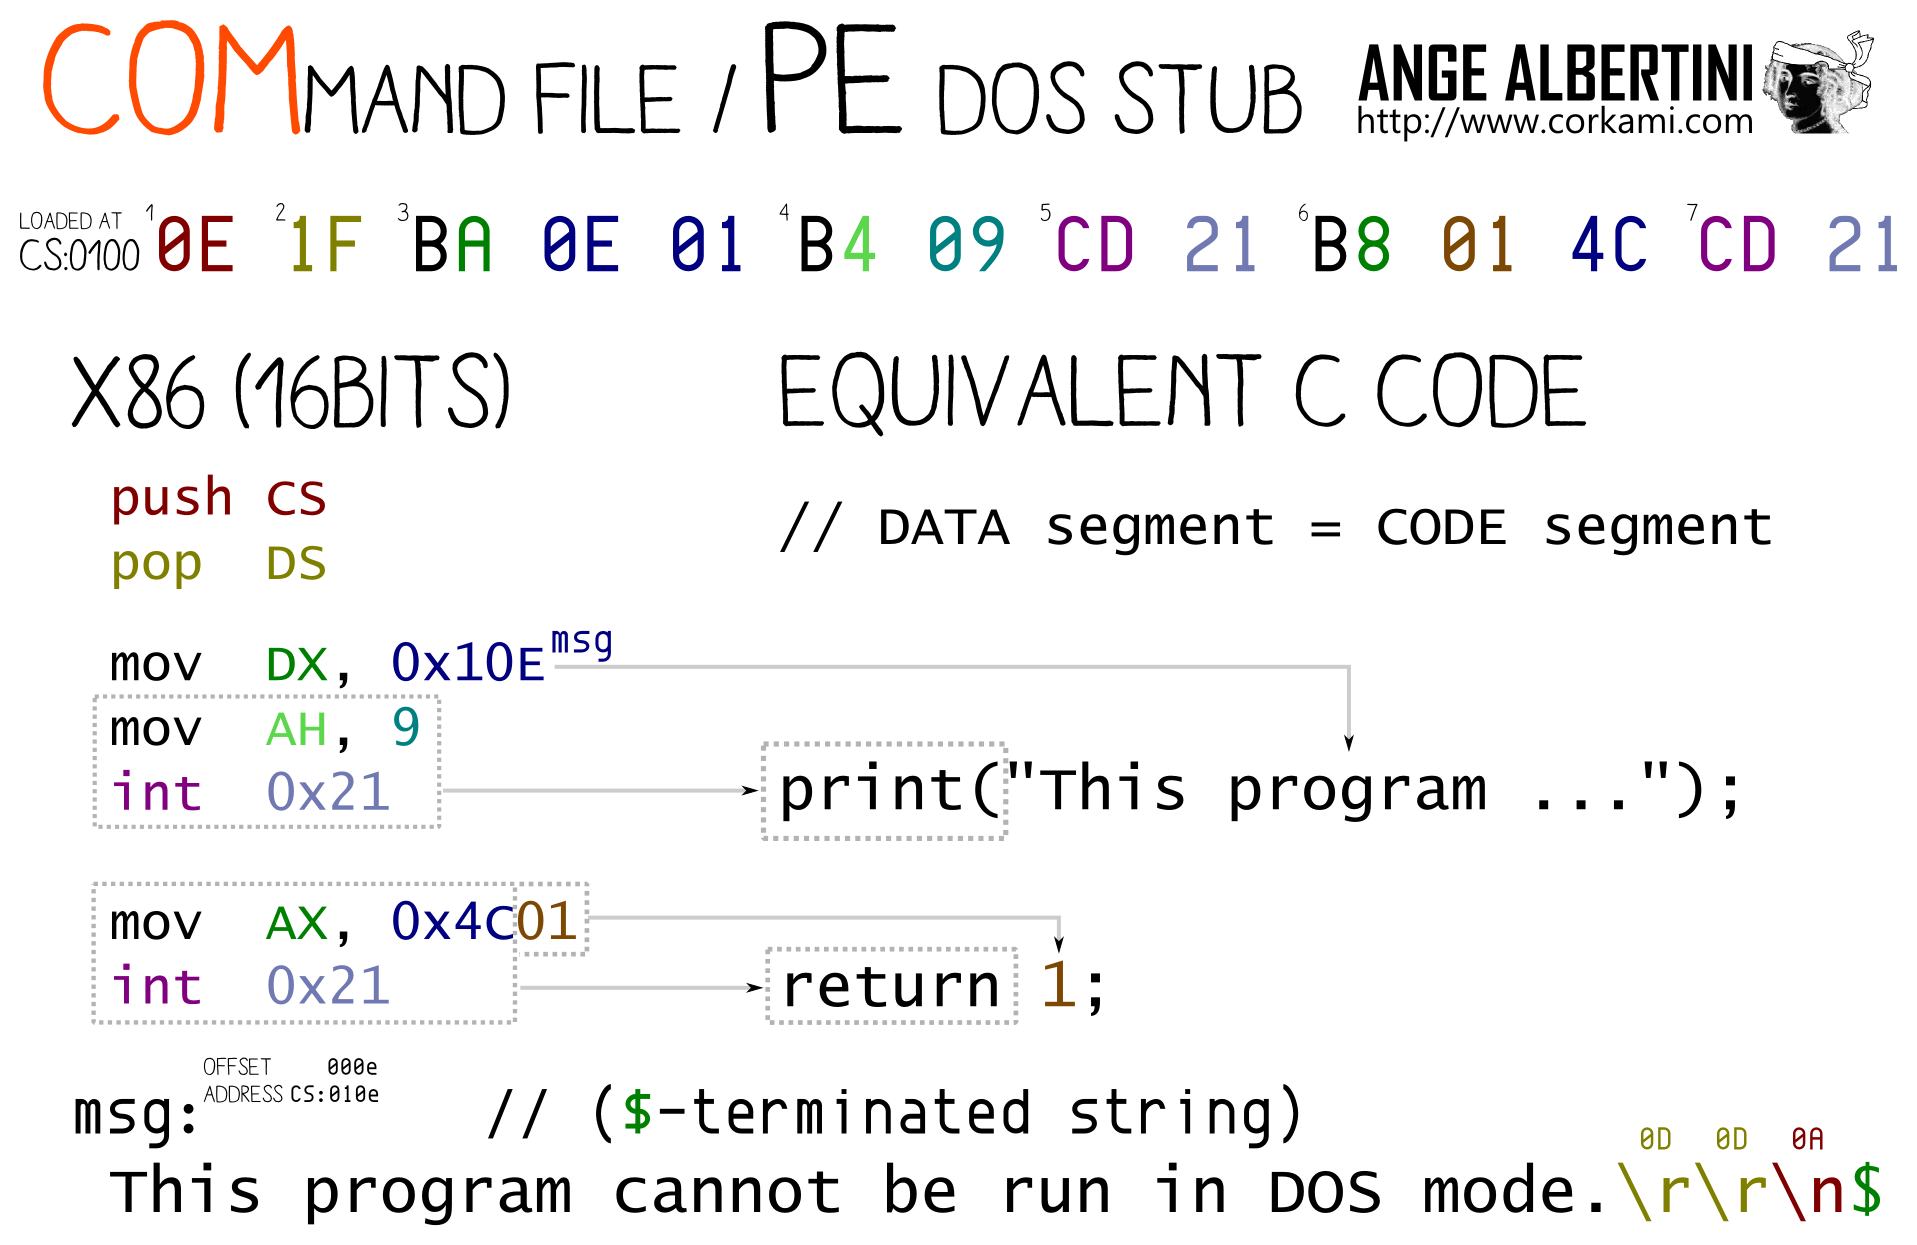 COMMAND FILE / PE DOS STUB
ANGE ALBERTINI
http://www.corkami.com
LOADED AT
CS:0100
1 0E 2 1F 3 BA 0E 01 4 B4 09 5 CD 21 6 B8 01 4C 7 CD 21
X86 (16BITS)
EQUIVALENT C CODE
push CS
pop DS
// DATA segment = CODE segment
mov DX, 0x10E msg
mov AH, 9
int 0x21
print("This program ...");
mov AX, 0x4C01
int 0x21
return 1;
OFFSET 000e
ADDRESS CS:010e
msg: // ($-terminated string)
0D 0D 0A
This program cannot be run in DOS mode.\r\r\n$